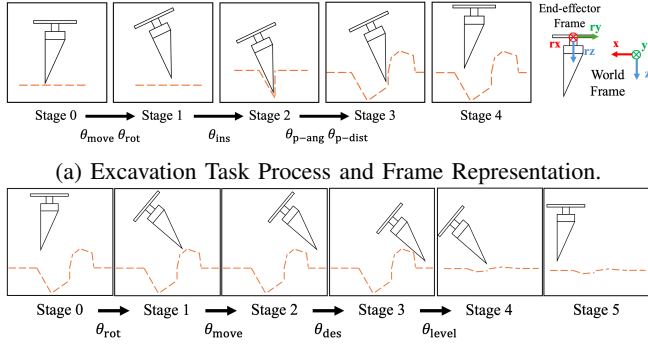 End-effector
Frame
ry
rx
rz
x
y
z
World
Frame
Stage 0 Stage 1 Stage 2 Stage 3 Stage 4
θmove θrot θins θp-ang θp-dist
(a) Excavation Task Process and Frame Representation.
Stage 0 Stage 1 Stage 2 Stage 3 Stage 4 Stage 5
θrot θmove θdes θlevel